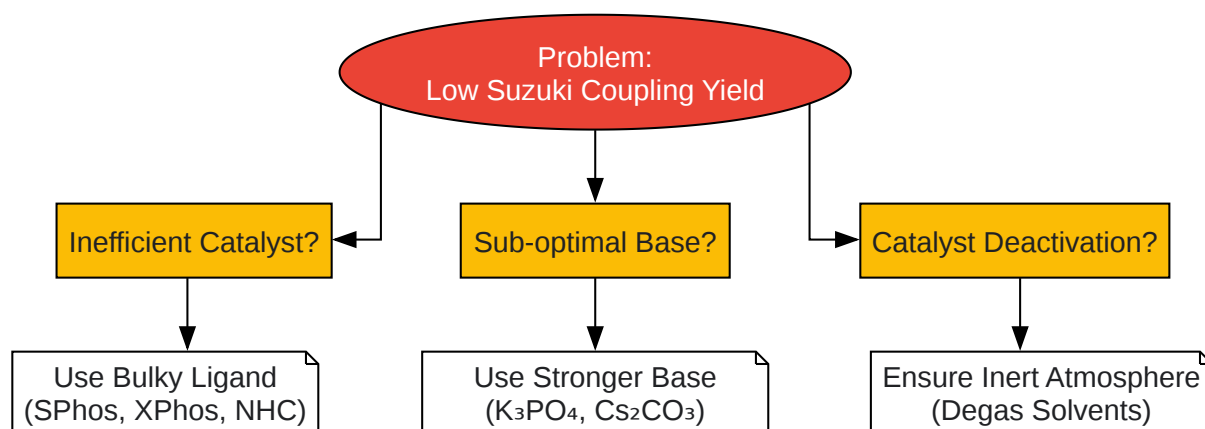 Problem:
Low Suzuki Coupling Yield
Inefficient Catalyst?
Sub-optimal Base?
Catalyst Deactivation?
Use Bulky Ligand
(SPhos, XPhos, NHC)
Use Stronger Base
(K₃PO₄, Cs₂CO₃)
Ensure Inert Atmosphere
(Degas Solvents)